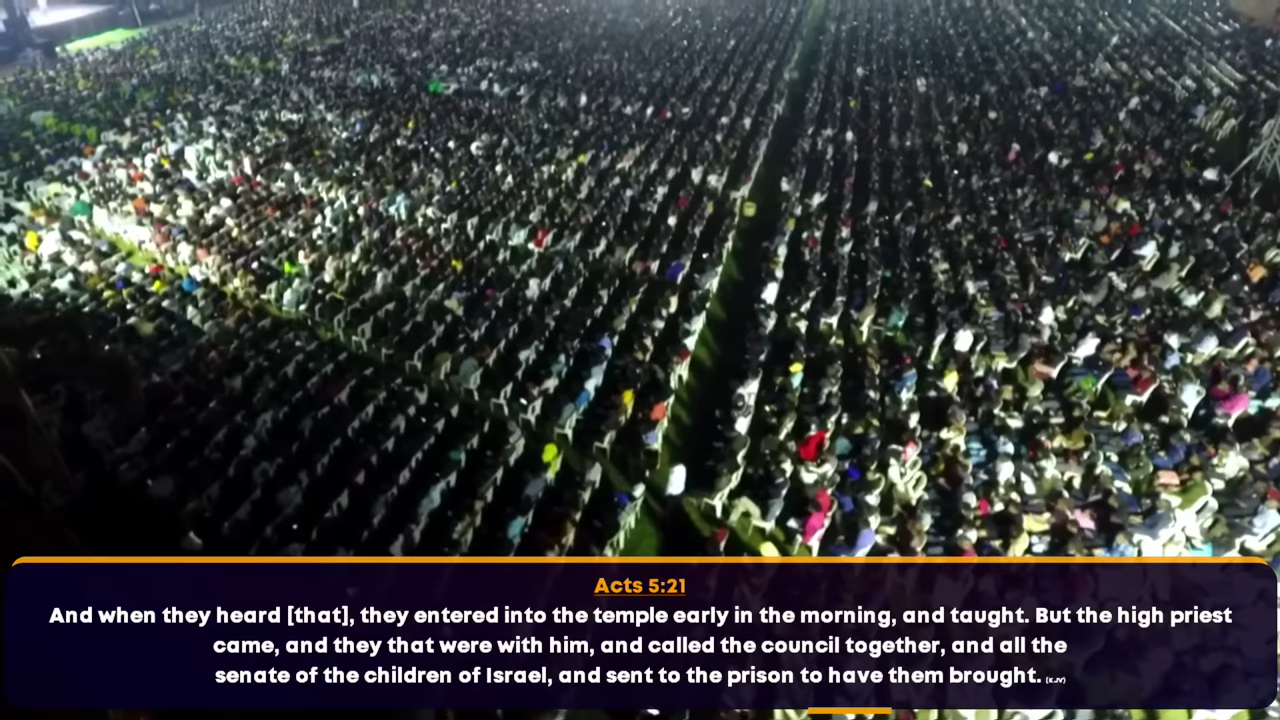 Acts 5:21
And when they heard [that], they entered into the temple early in the morning, and taught. But the high priest
came, and they that were with him, and called the council together, and all the
senate of the children of Israel, and sent to the prison to have them brought. (KJV)